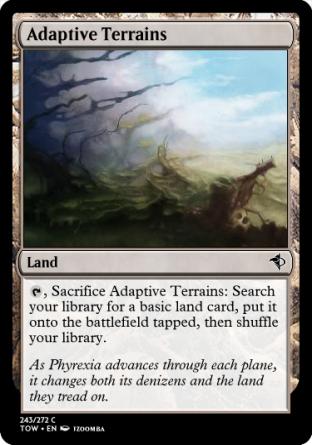 Adaptive Terrains
Land
, Sacrifice Adaptive Terrains: Search
your library for a basic land card, put it
onto the battlefield tapped, then shuffle
your library.
As Phyrexia advances through each plane,
it changes both its denizens and the land
they tread on.
243/272 C
TOW • EN IZOOMBA